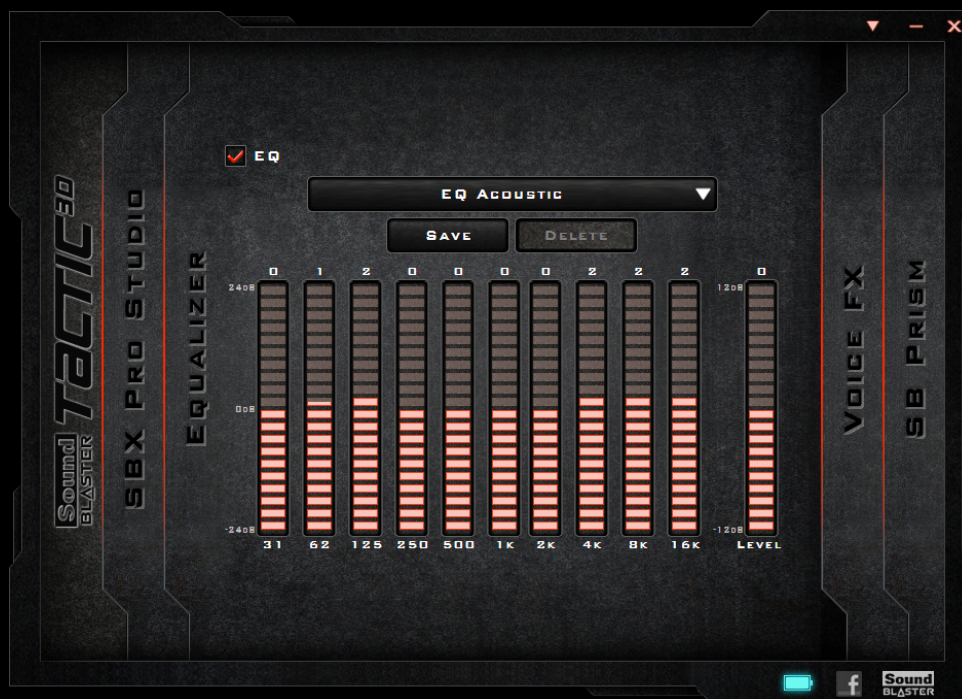 EQ
EQ Acoustic
Save
Delete
0 1 2 0 0 0 0 2 2 2 0
24dB
12dB
0dB
-24dB
-12dB
31 62 125 250 500 1K 2K 4K 8K 16K Level
Sound BLASTER Tactic3D
SBX Pro Studio
Equalizer
Voice FX
SB Prism
f
Sound
BLASTER